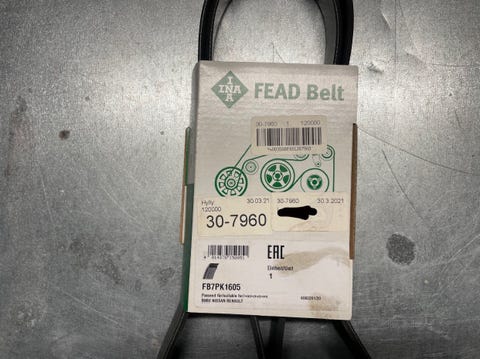 INA
FEAD Belt
30-7960 1 120000
Hylly 30.03.21
120000
30-7960
30-7960 30.3.2021
EAC
Einheit/Unit
1
FB7PK1605
BMW NISSAN RENAULT